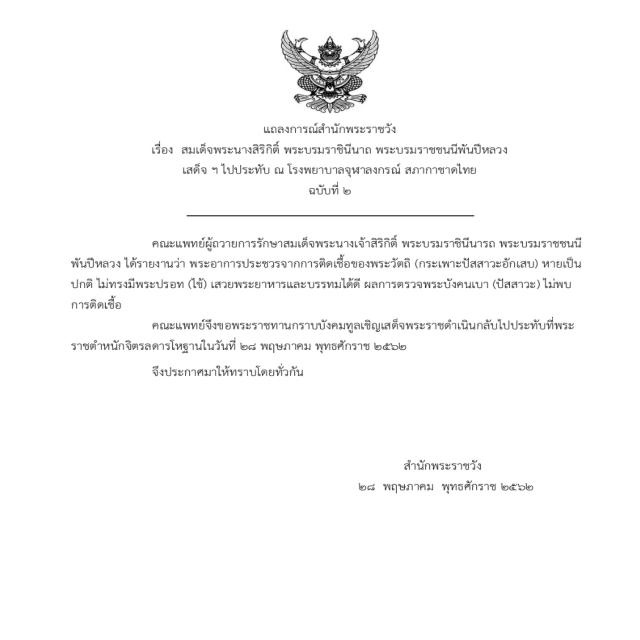 แถลงการณ์สำนักพระราชวัง
เรื่อง สมเด็จพระนางสิริกิติ์ พระบรมราชินีนาถ พระบรมราชชนนีพันปีหลวง
เสด็จ ฯ ไปประทับ ณ โรงพยาบาลจุฬาลงกรณ์ สภากาชาดไทย
ฉบับที่ ๒
คณะแพทย์ผู้ถวายการรักษาสมเด็จพระนางเจ้าสิริกิติ์ พระบรมราชินีนารถ พระบรมราชชนนี
พันปีหลวง ได้รายงานว่า พระอาการประชวรจากการติดเชื้อของพระวัตถิ (กระเพาะปัสสาวะอักเสบ) หายเป็น
ปกติ ไม่ทรงมีพระปรอท (ไข้) เสวยพระยาหารและบรรทมได้ดี ผลการตรวจพระบังคนเบา (ปัสสาวะ) ไม่พบ
การติดเชื้อ
คณะแพทย์จึงขอพระราชทานกราบบังคมทูลเชิญเสด็จพระราชดำเนินกลับไปประทับที่พระ
ราชตำหนักจิตรลดารโหฐานในวันที่ ๒๘ พฤษภาคม พุทธศักราช ๒๕๖๒
จึงประกาศมาให้ทราบโดยทั่วกัน
สำนักพระราชวัง
๒๘ พฤษภาคม พุทธศักราช ๒๕๖๒